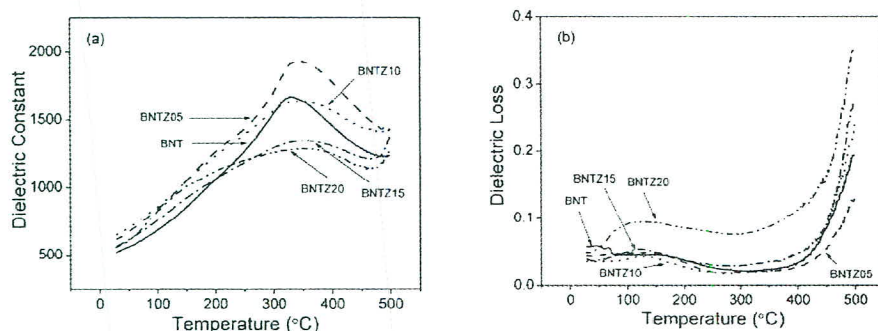 (a)
Dielectric Constant
2000
1500
1000
500
0
100
200
300
400
500
Temperature (°C)
BNTZ10
BNTZ05
BNT
BNTZ15
BNTZ20
(b)
Dielectric Loss
0.4
0.3
0.2
0.1
0.0
0
100
200
300
400
500
Temperature (°C)
BNTZ15
BNTZ20
BNT
BNTZ10
BNTZ05